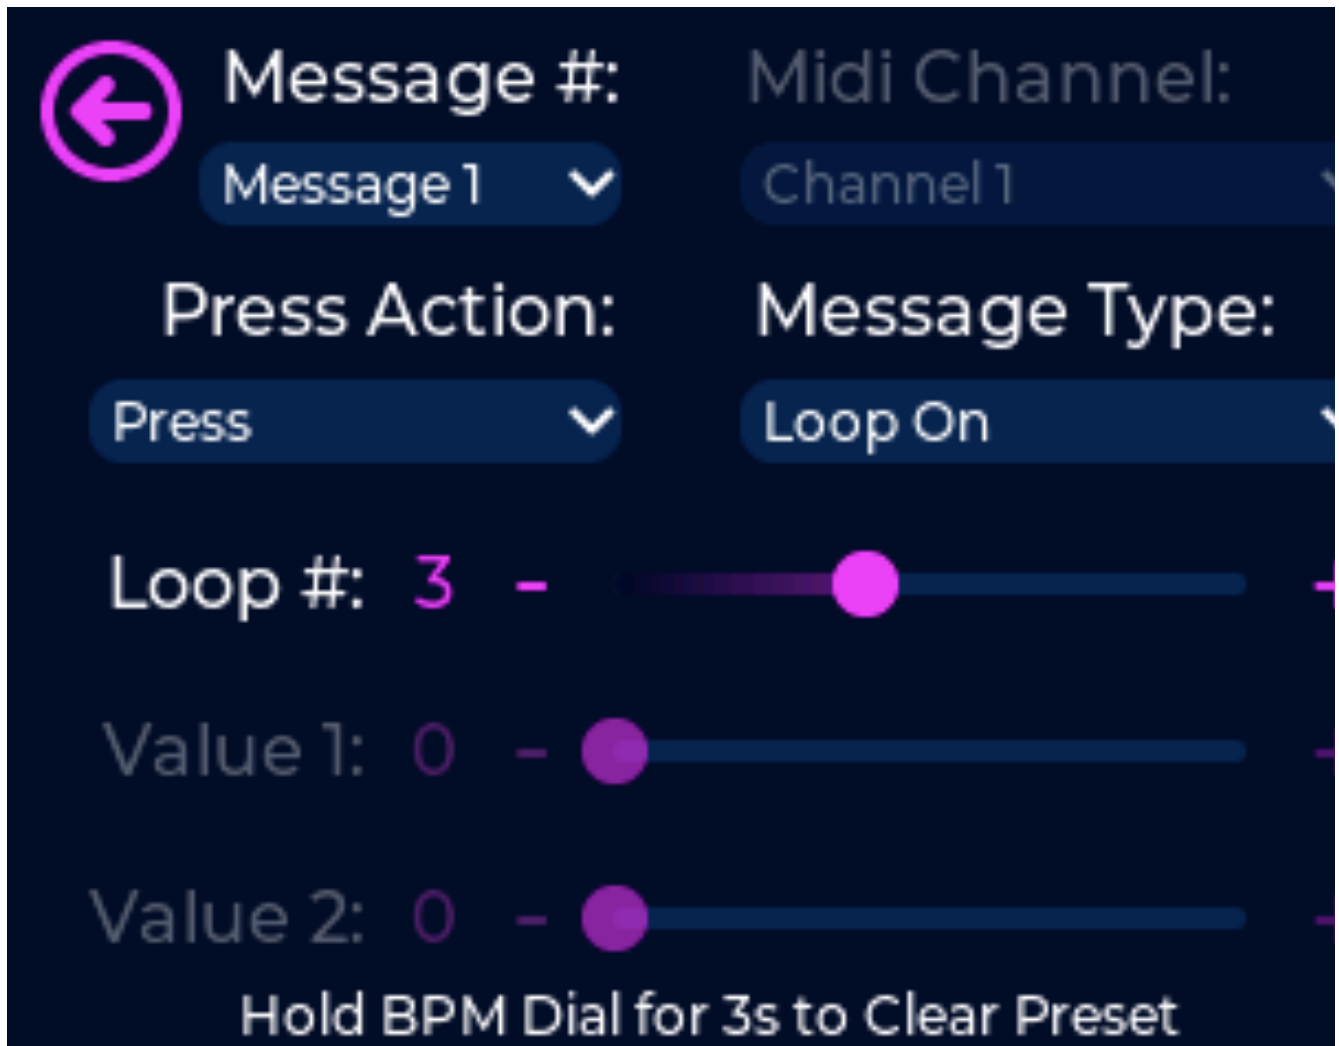 Message #: Midi Channel:
Message 1 Channel 1
Press Action: Message Type:
Press Loop On
Loop #: 3 - +
Value 1: 0 - +
Value 2: 0 - +
Hold BPM Dial for 3s to Clear Preset